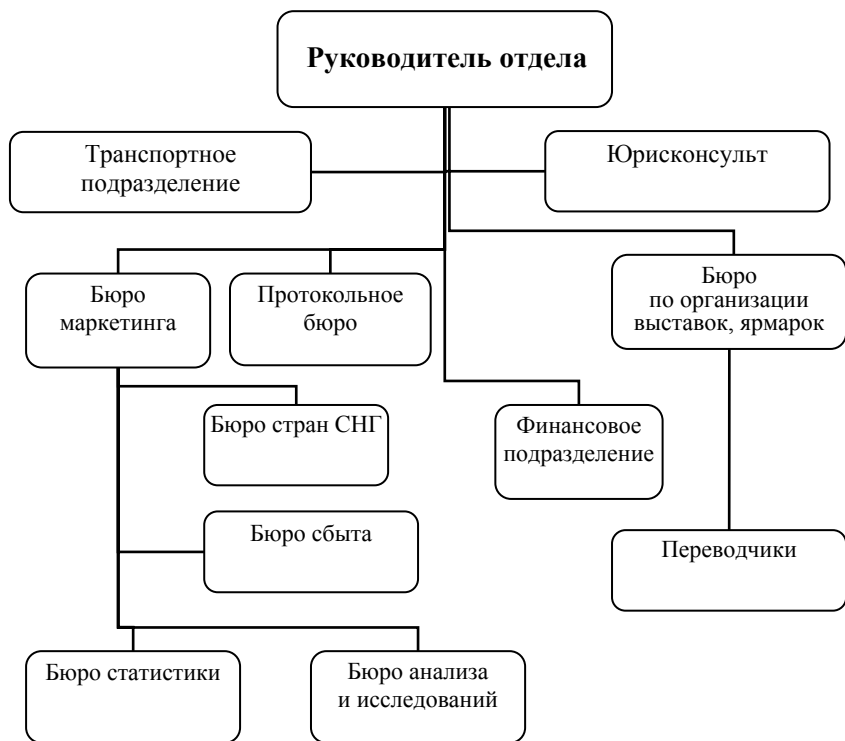 Руководитель отдела
Транспортное
подразделение
Юрисконсульт
Бюро
маркетинга
Протокольное
бюро
Бюро
по организации
выставок, ярмарок
Бюро стран СНГ
Финансовое
подразделение
Бюро сбыта
Переводчики
Бюро статистики
Бюро анализа
и исследований